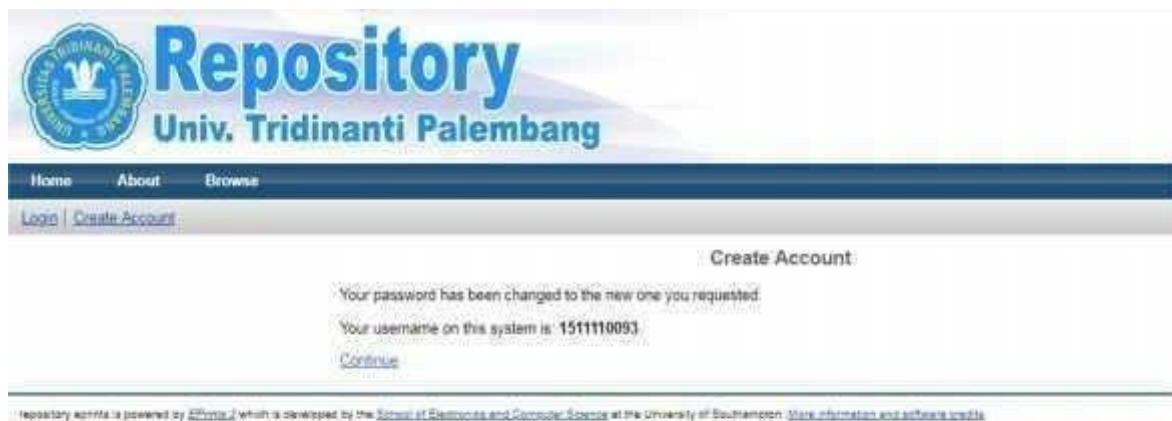 UNIVERSITAS TRIDINANTI PALEMBANG
Repository
Univ. Tridinanti Palembang
Home About Browse
Login | Create Account
Create Account
Your password has been changed to the new one you requested.
Your username on this system is: 1511110093
Continue
repository eprints is powered by EPrints 3 which is developed by the School of Electronics and Computer Science at the University of Southampton. More information and software credits.